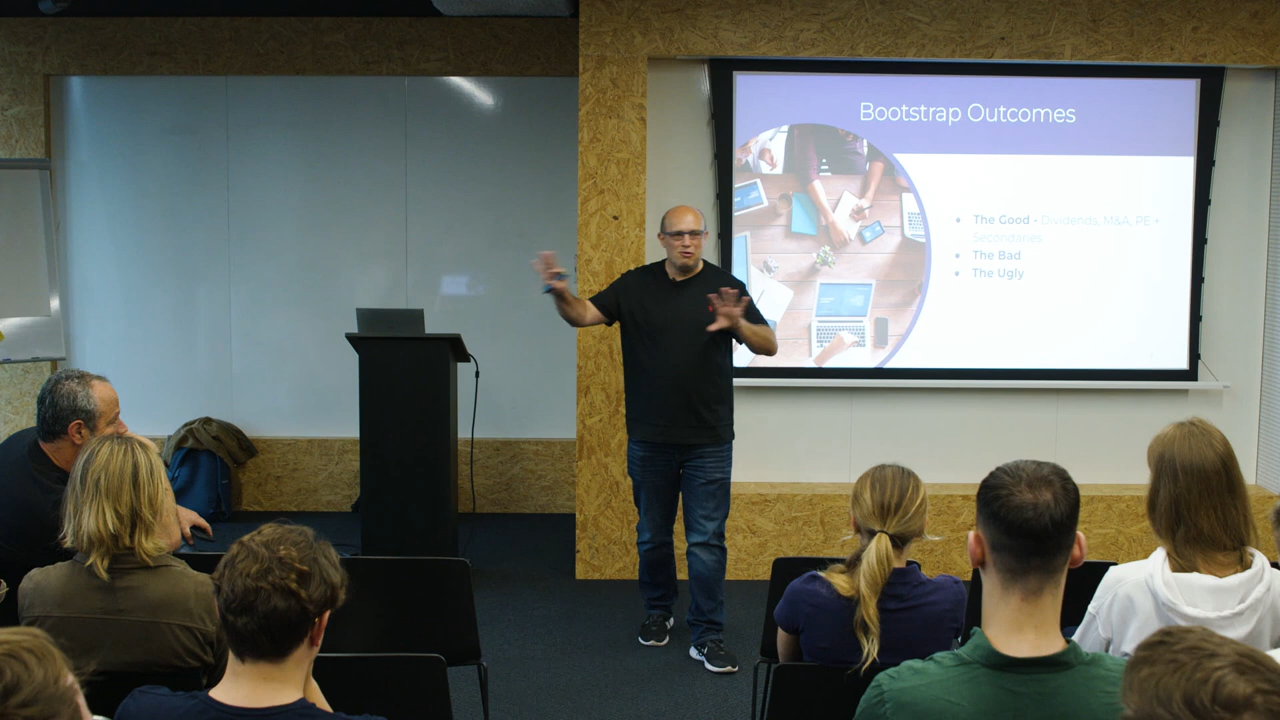 Bootstrap Outcomes
• The Good - Dividends, M&A, PE +
Secondaries
• The Bad
• The Ugly